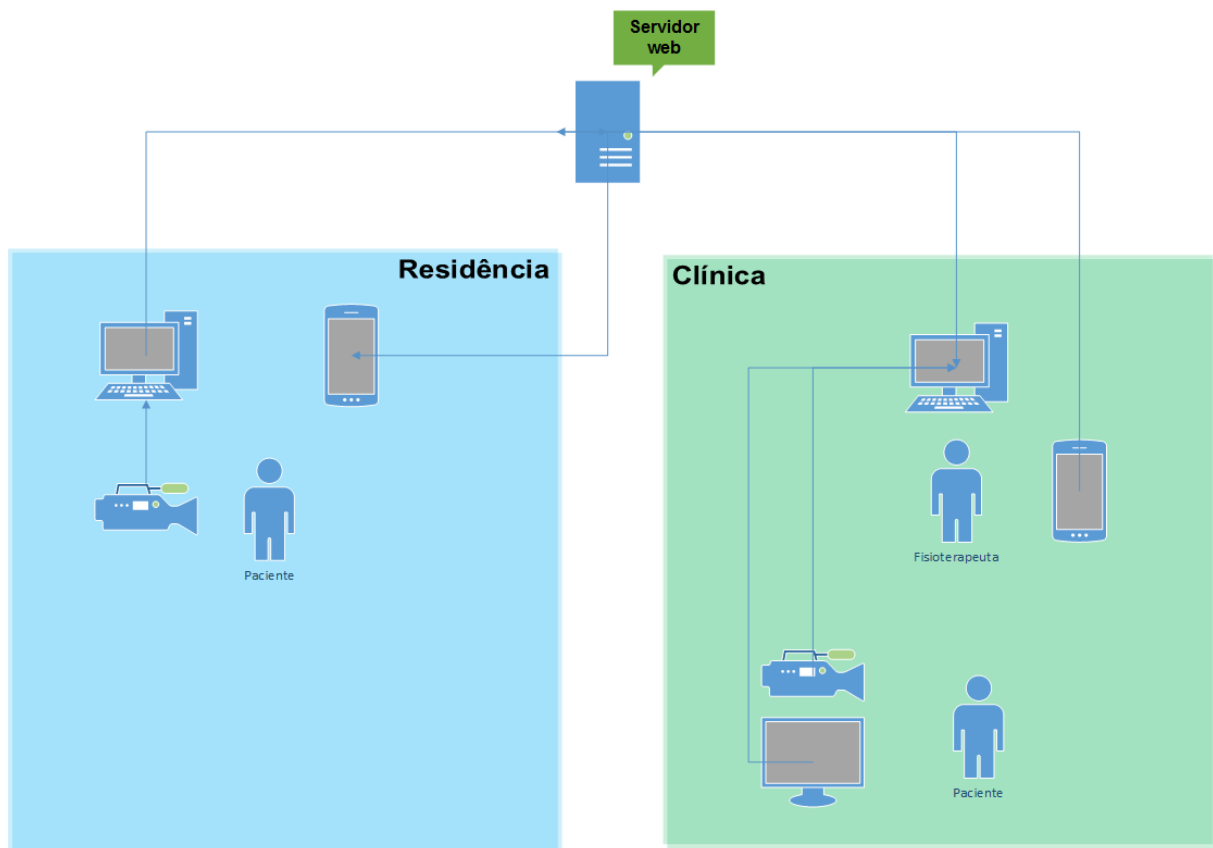 Servidor
web
Residência
Clínica
Fisioterapeuta
Paciente
Paciente